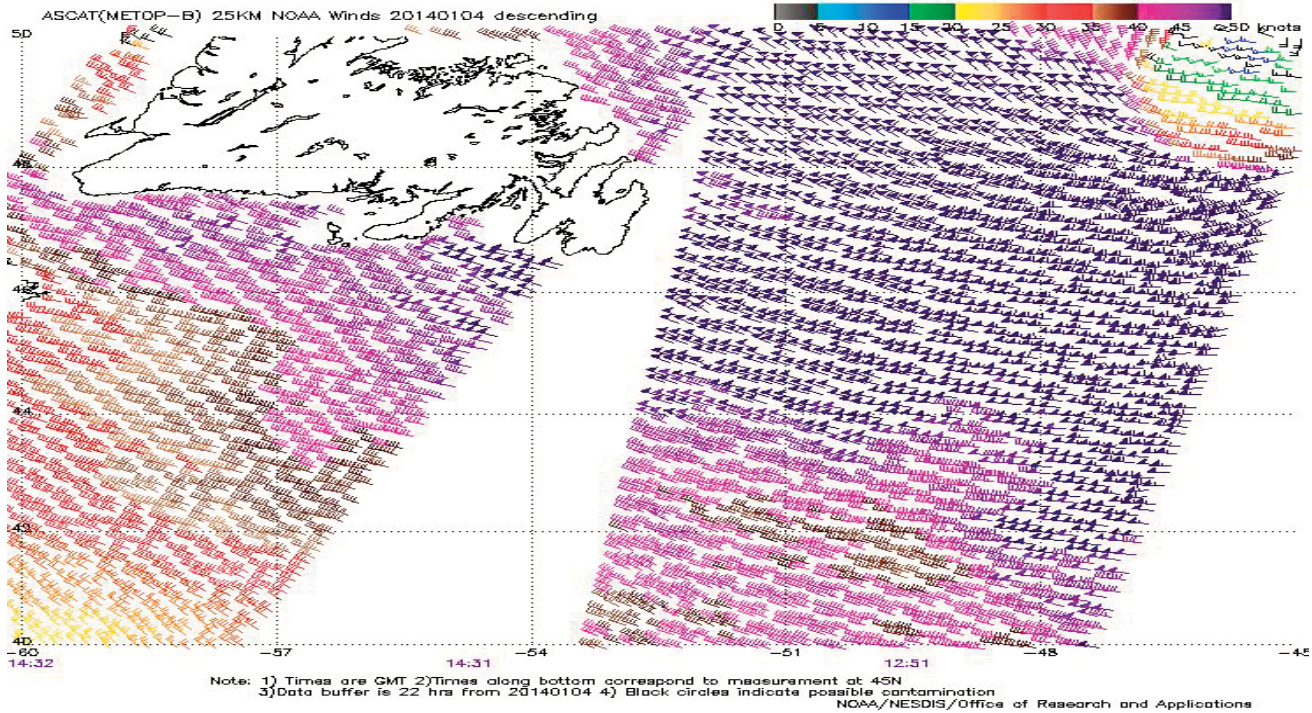 ASCAT(METOP-B) 25KM NOAA Winds 20140104 descending
0 5 10 15 20 25 30 35 40 45 >50 knots
50
48
46
44
42
40
-60 -57 -54 -51 -48 -45
14:32 14:31 12:51
Note: 1) Times are GMT 2)Times along bottom correspond to measurement at 45N
3)Data buffer is 22 hrs from 20140104 4) Black circles indicate possible contamination
NOAA/NESDIS/Office of Research and Applications